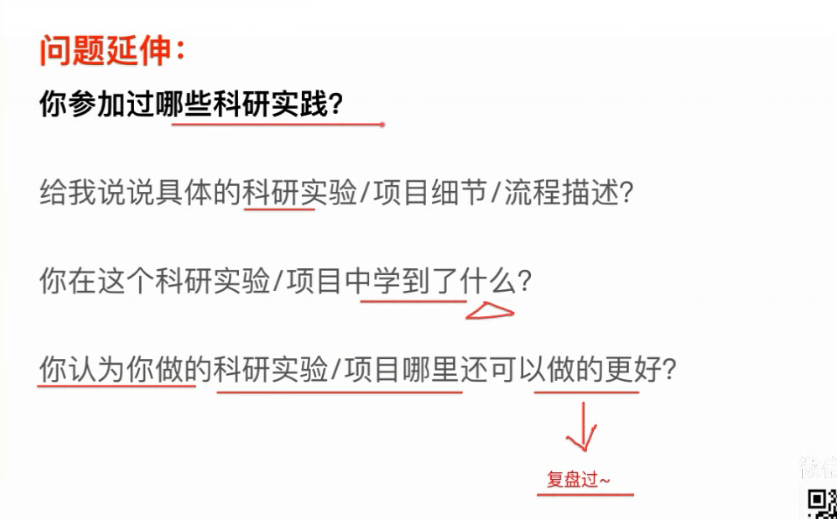 问题延伸：
你参加过哪些科研实践？
给我说说具体的科研实验/项目细节/流程描述？
你在这个科研实验/项目中学到了什么？
你认为你做的科研实验/项目哪里还可以做的更好？
复盘过~